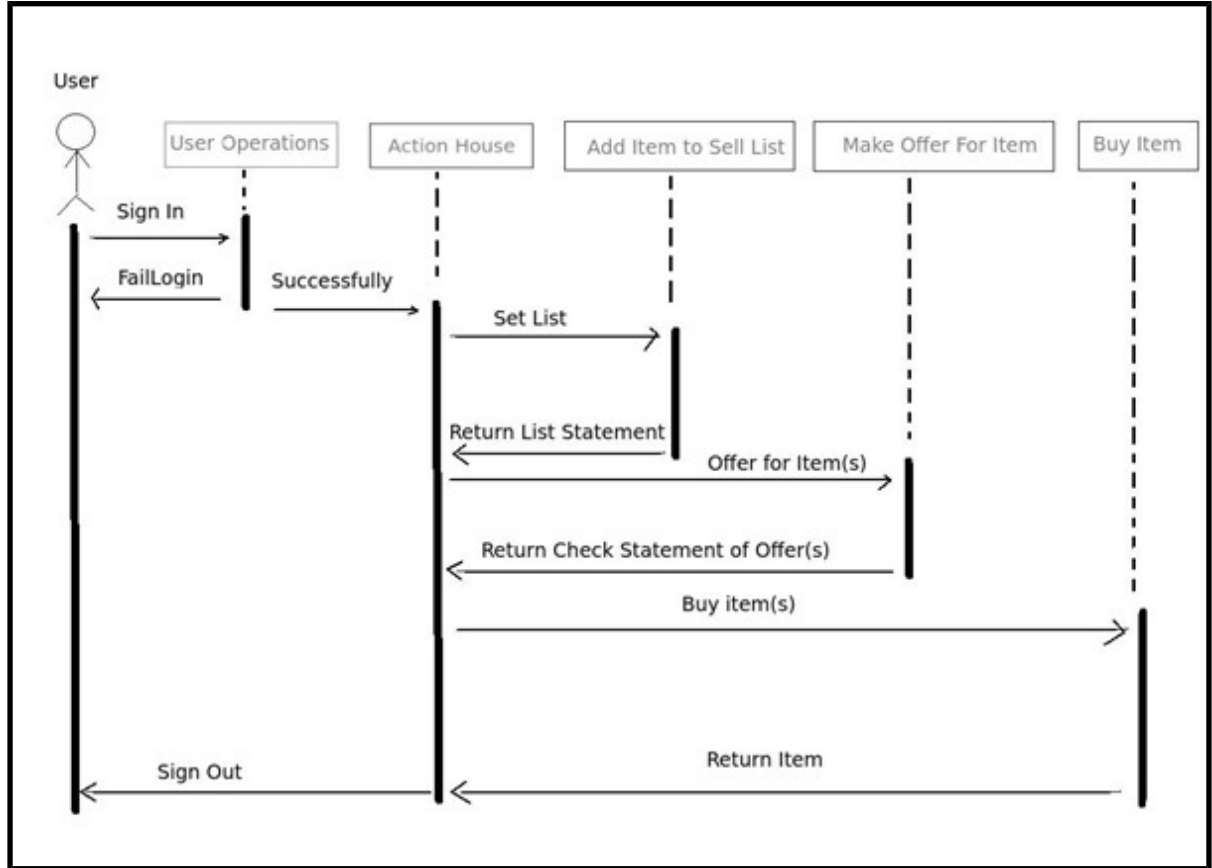 User
User Operations
Action House
Add Item to Sell List
Make Offer For Item
Buy Item
Sign In
FailLogin
Successfully
Set List
Return List Statement
Offer for Item(s)
Return Check Statement of Offer(s)
Buy item(s)
Return Item
Sign Out